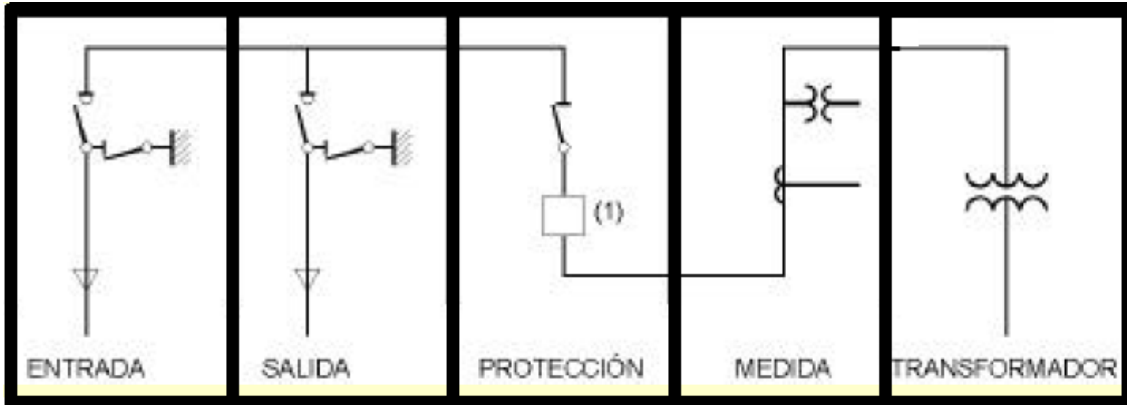 (1)
ENTRADA
SALIDA
PROTECCIÓN
MEDIDA
TRANSFORMADOR